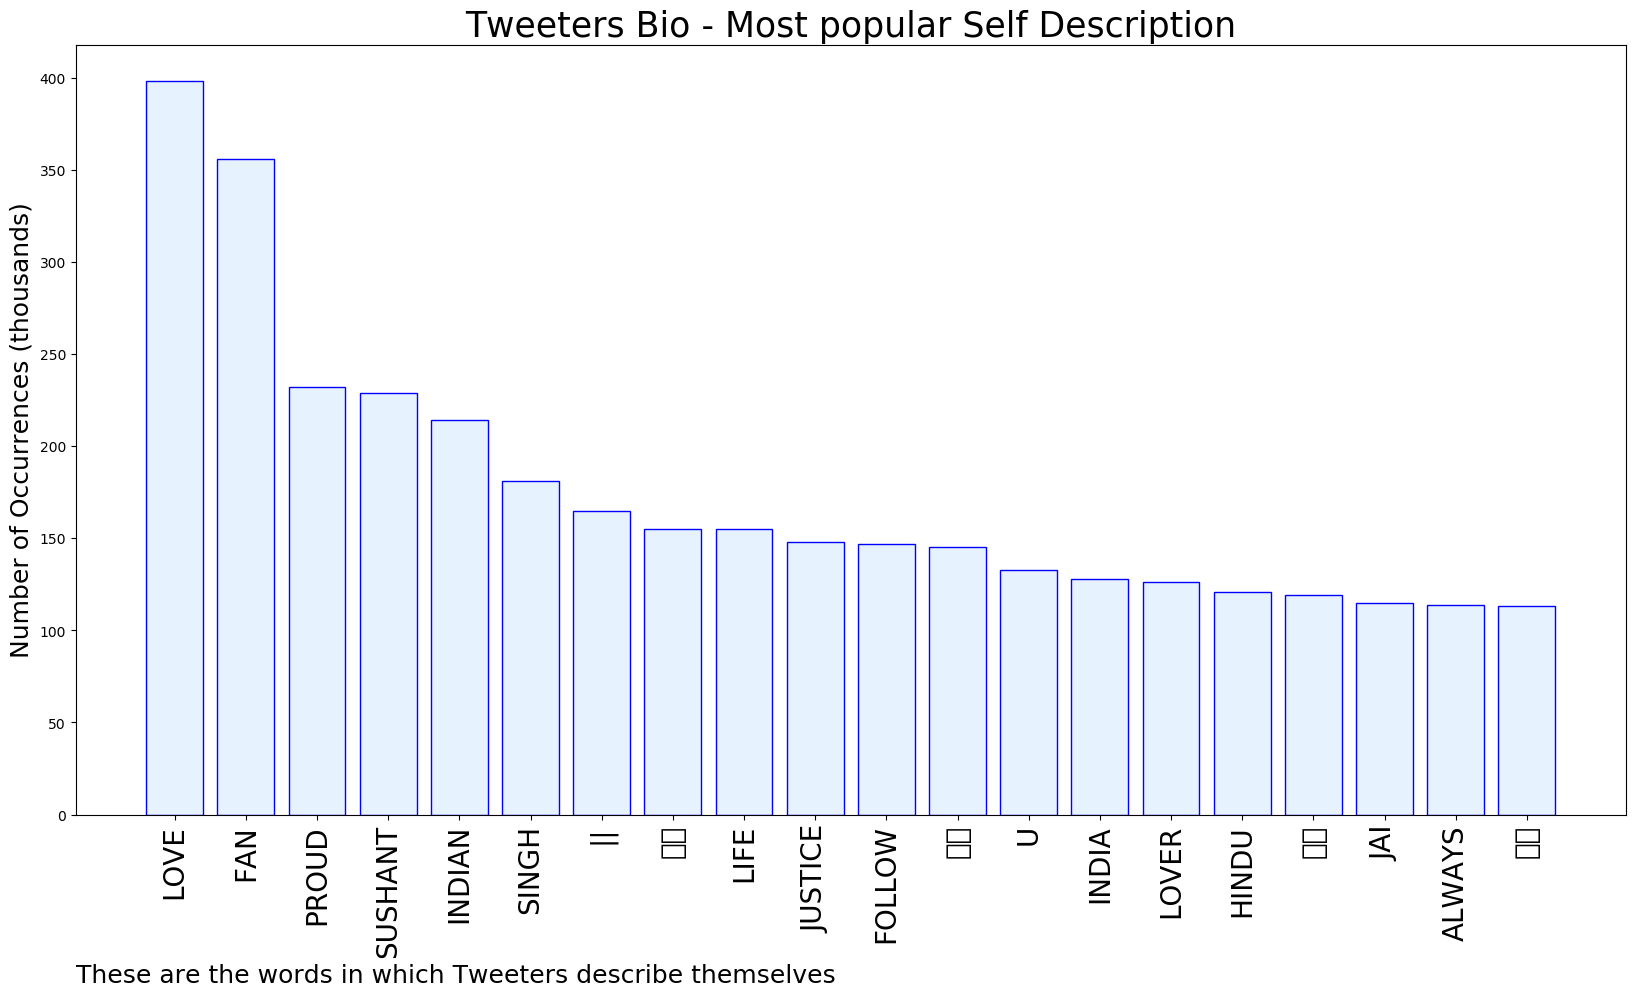 Tweeters Bio - Most popular Self Description
Number of Occurrences (thousands)
400
350
300
250
200
150
100
50
0
LOVE
FAN
PROUD
SUSHANT
INDIAN
SINGH
||
LIFE
JUSTICE
FOLLOW
U
INDIA
LOVER
HINDU
JAI
ALWAYS
These are the words in which Tweeters describe themselves